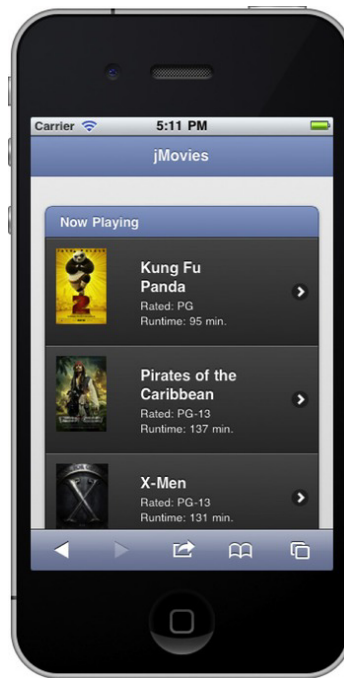 Carrier
5:11 PM
jMovies
Now Playing
2
Kung Fu
Panda
Rated: PG
Runtime: 95 min.
Pirates of the
Caribbean
Rated: PG-13
Runtime: 137 min.
X-Men
Rated: PG-13
Runtime: 131 min.